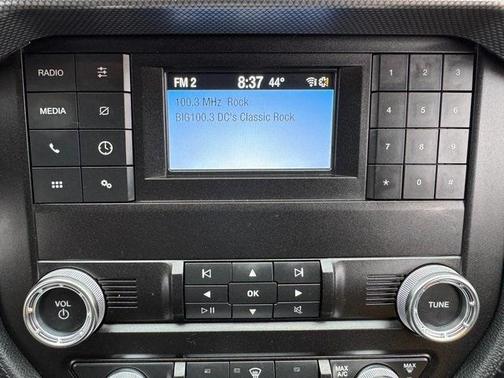 FM 2 8:37 44°
100.3 MHz Rock
BIG100.3 DC's Classic Rock
RADIO
MEDIA
1 2 3
4 5 6
7 8 9
* 0 #
VOL
OK
TUNE
MAX A/C
MAX